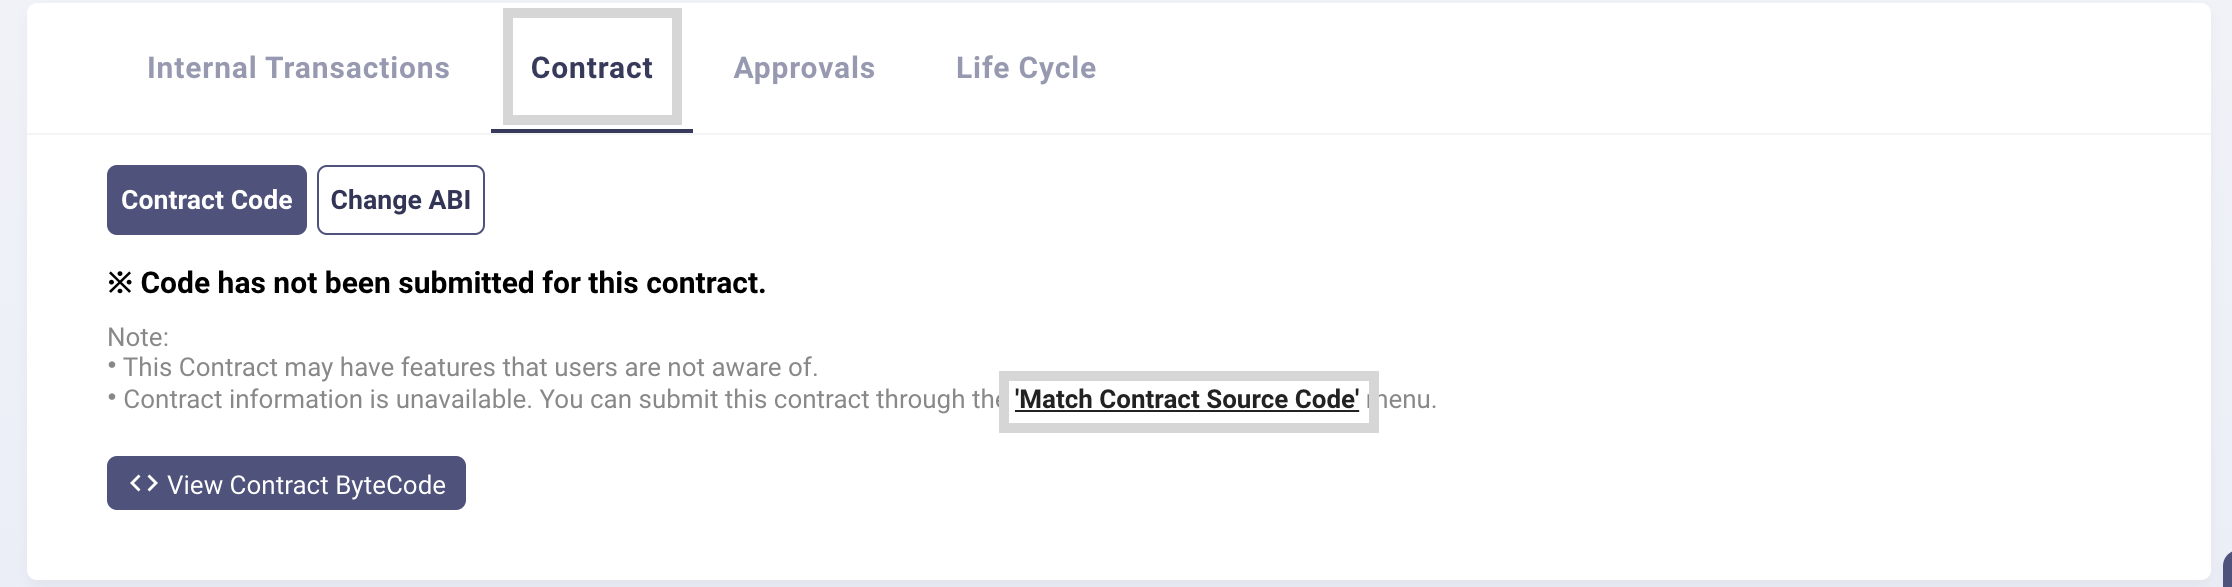 Internal Transactions Contract Approvals Life Cycle
Contract Code Change ABI
※ Code has not been submitted for this contract.
Note:
• This Contract may have features that users are not aware of.
• Contract information is unavailable. You can submit this contract through the 'Match Contract Source Code' menu.
<> View Contract ByteCode